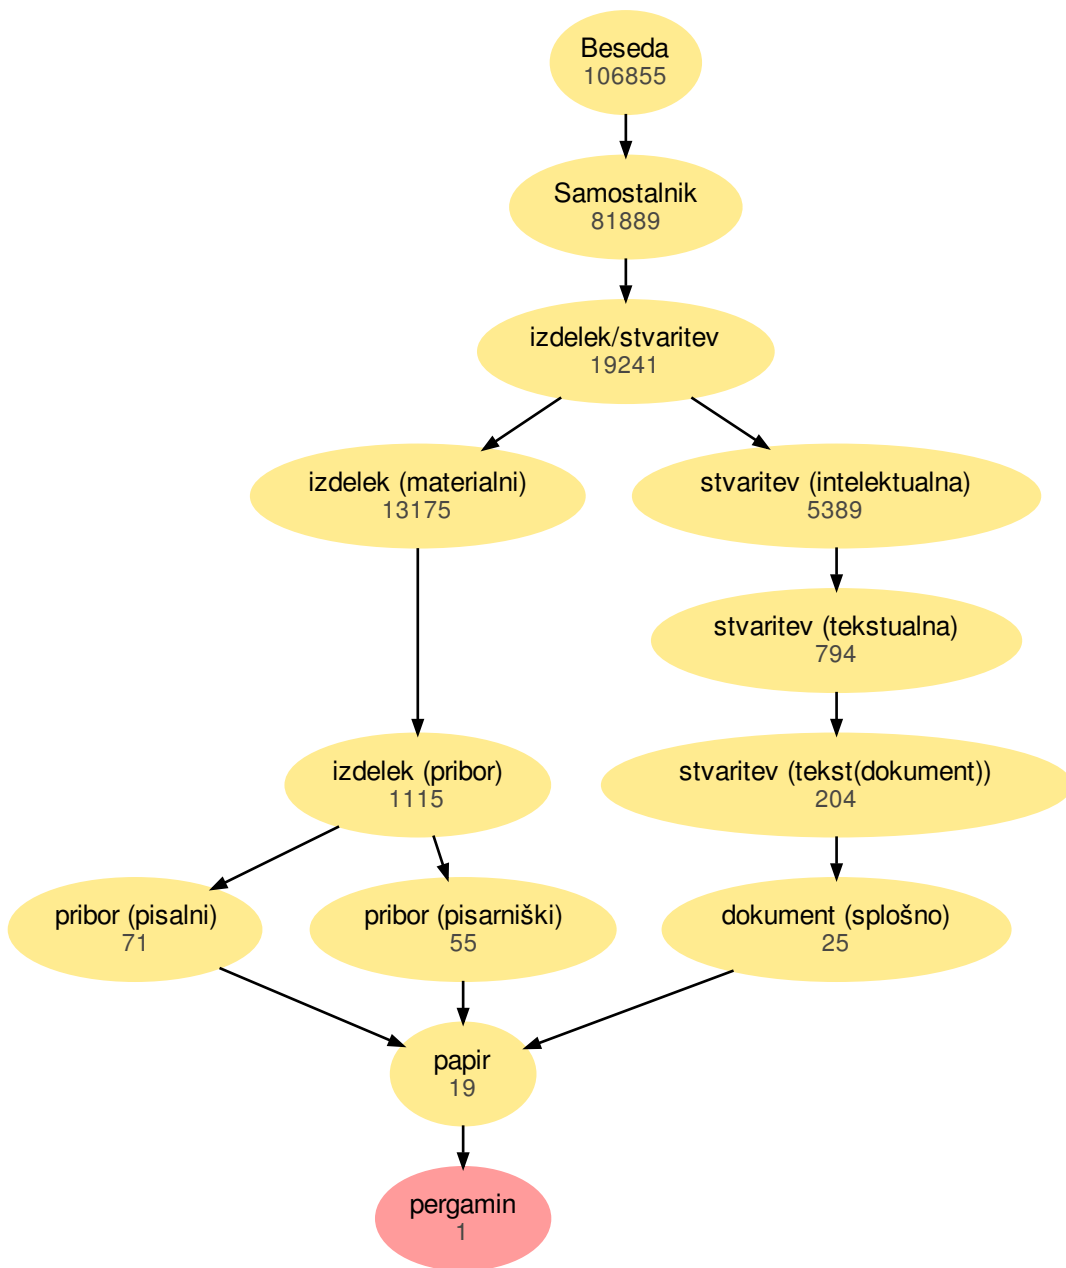 Beseda
106855
Samostalnik
81889
izdelek/stvaritev
19241
izdelek (materialni)
13175
stvaritev (intelektualna)
5389
stvaritev (tekstualna)
794
izdelek (pribor)
1115
stvaritev (tekst(dokument))
204
pribor (pisalni)
71
pribor (pisarniški)
55
dokument (splošno)
25
papir
19
pergamin
1